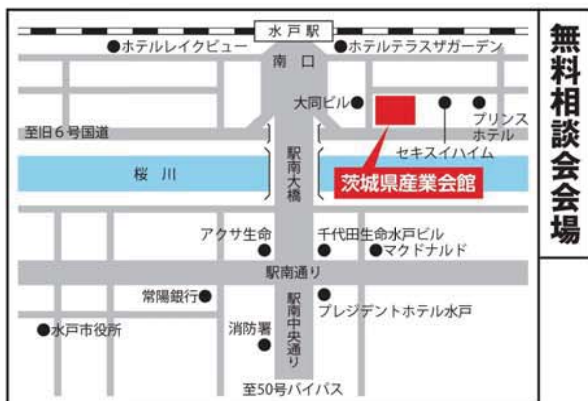 水戸駅
ホテルレイクビュー
ホテルテラスザガーデン
南口
大同ビル
プリンス
ホテル
セキスイハイム
至旧6号国道
駅南大橋
茨城県産業会館
桜川
アクサ生命
千代田生命水戸ビル
マクドナルド
駅南通り
常陽銀行
プレジデントホテル水戸
駅南中央通り
水戸市役所
消防署
至50号バイパス
無料相談会会場